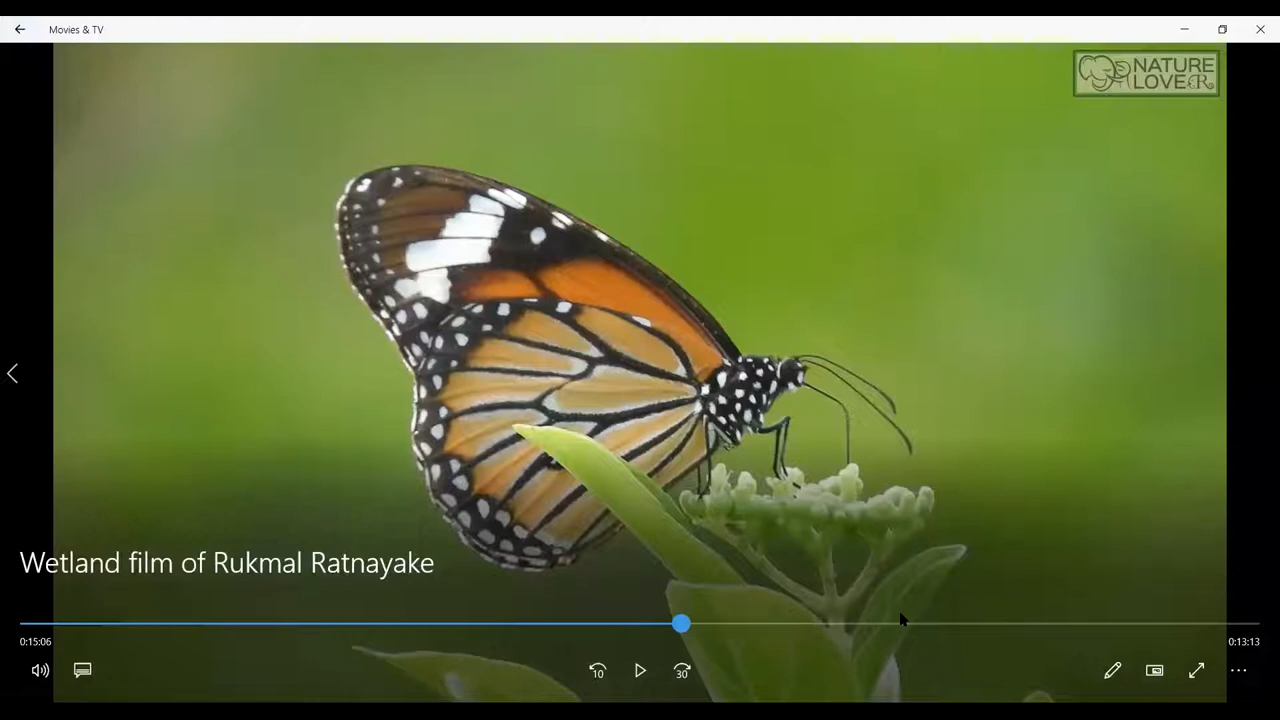 Movies & TV
NATURE
LOVER
Wetland film of Rukmal Ratnayake
0:15:06
0:13:13
10
30